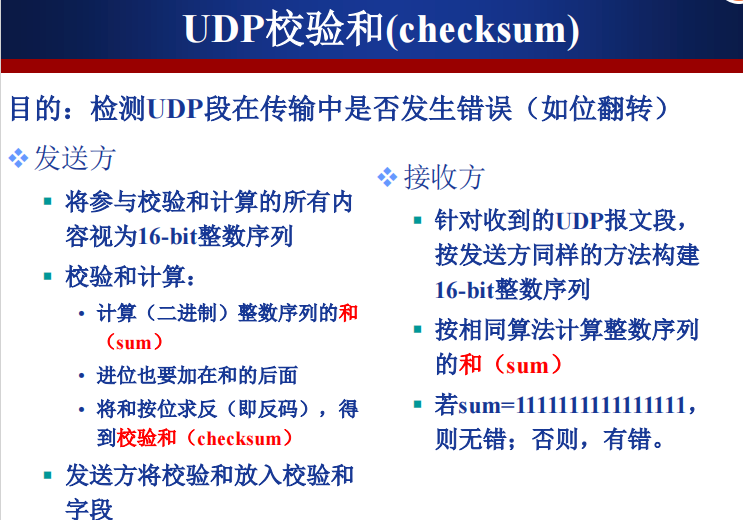 UDP校验和(checksum)
目的：检测UDP段在传输中是否发生错误（如位翻转）
发送方
将参与校验和计算的所有内
容视为16-bit整数序列
校验和计算：
计算（二进制）整数序列的和
（sum）
进位也要加在和的后面
将和按位求反（即反码），得
到校验和（checksum）
发送方将校验和放入校验和
字段
接收方
针对收到的UDP报文段，
按发送方同样的方法构建
16-bit整数序列
按相同算法计算整数序列
的和（sum）
若sum=1111111111111111，
则无错；否则，有错。